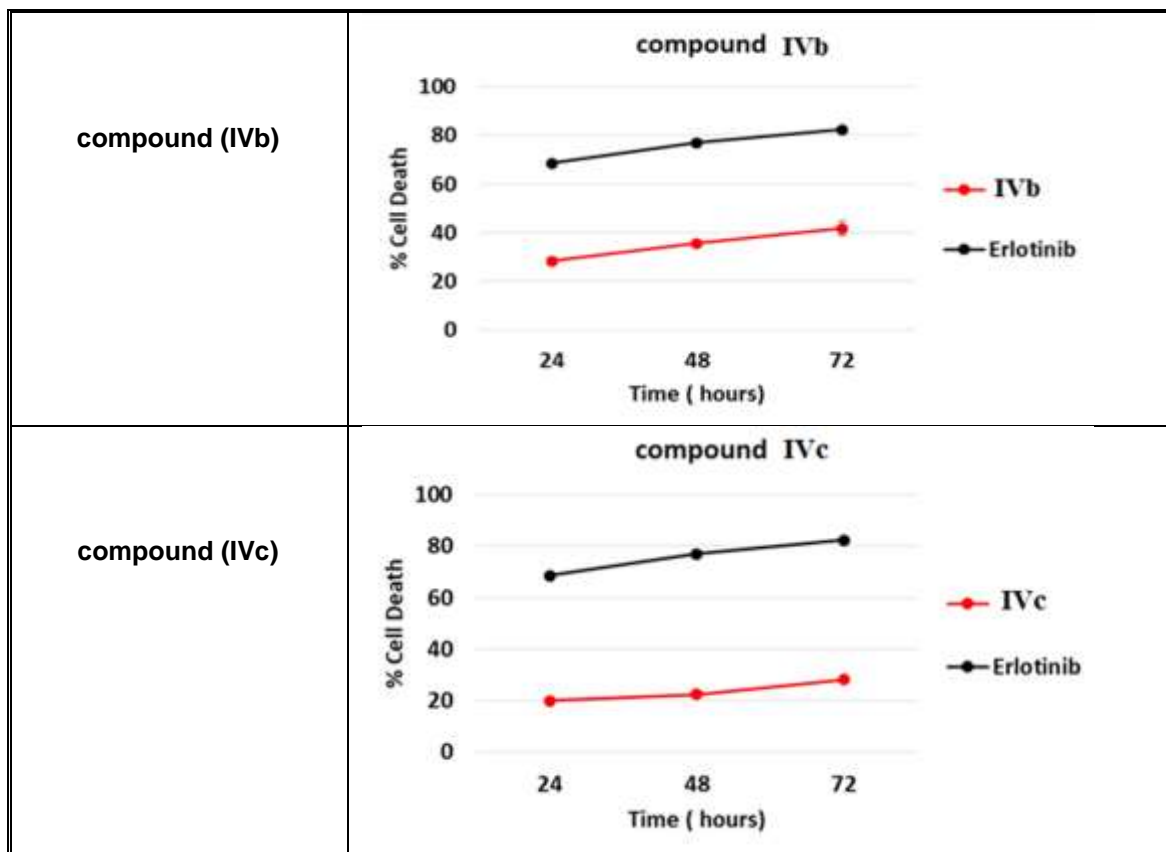 compound (IVb)
compound IVb
100
80
60
40
20
0
% Cell Death
24 48 72
Time ( hours)
IVb
Erlotinib
compound (IVc)
compound IVc
100
80
60
40
20
0
% Cell Death
24 48 72
Time ( hours)
IVc
Erlotinib